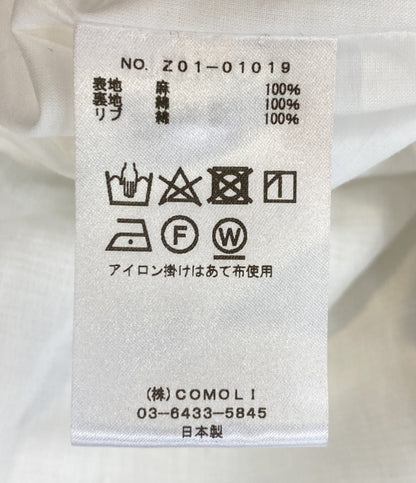 NO. Z01-01019
表地 麻 100%
裏地 綿 100%
リブ 綿 100%
F W
アイロン掛けはあて布使用
(株)COMOLI
03-6433-5845
日本製